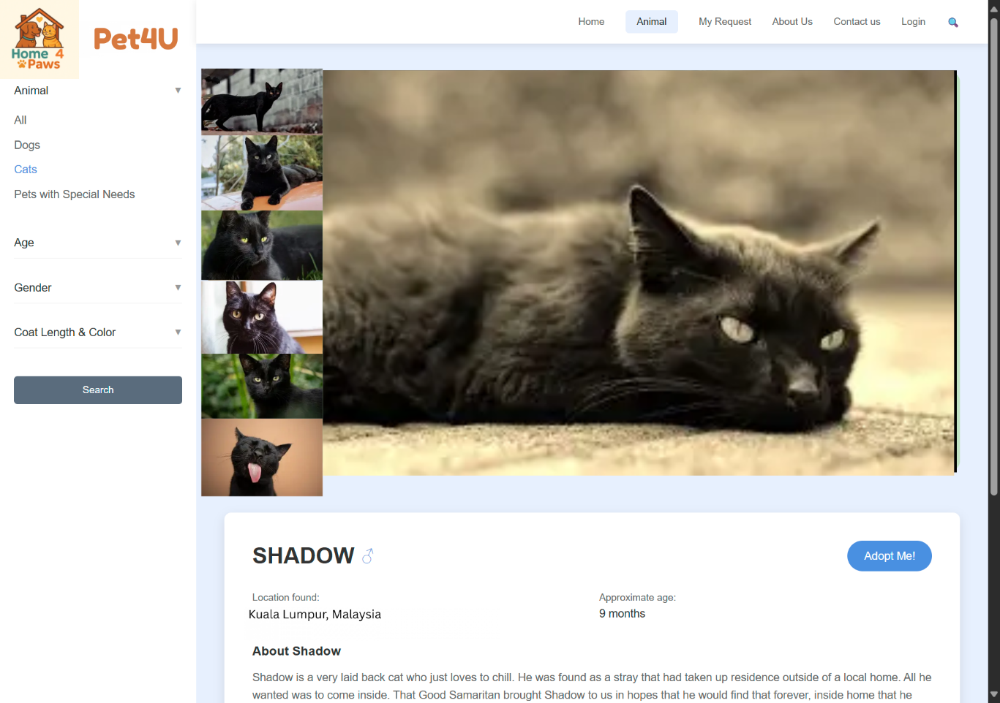 Home 4
Paws
Pet4U
Home
Animal
My Request
About Us
Contact us
Login
Animal
All
Dogs
Cats
Pets with Special Needs
Age
Gender
Coat Length & Color
Search
SHADOW
Adopt Me!
Location found:
Kuala Lumpur, Malaysia
Approximate age:
9 months
About Shadow
Shadow is a very laid back cat who just loves to chill. He was found as a stray that had taken up residence outside of a local home. All he
wanted was to come inside. That Good Samaritan brought Shadow to us in hopes that he would find that forever, inside home that he